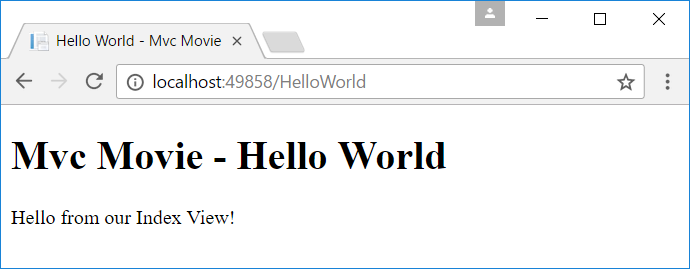 Hello World - Mvc Movie
localhost:49858/HelloWorld
Mvc Movie - Hello World
Hello from our Index View!